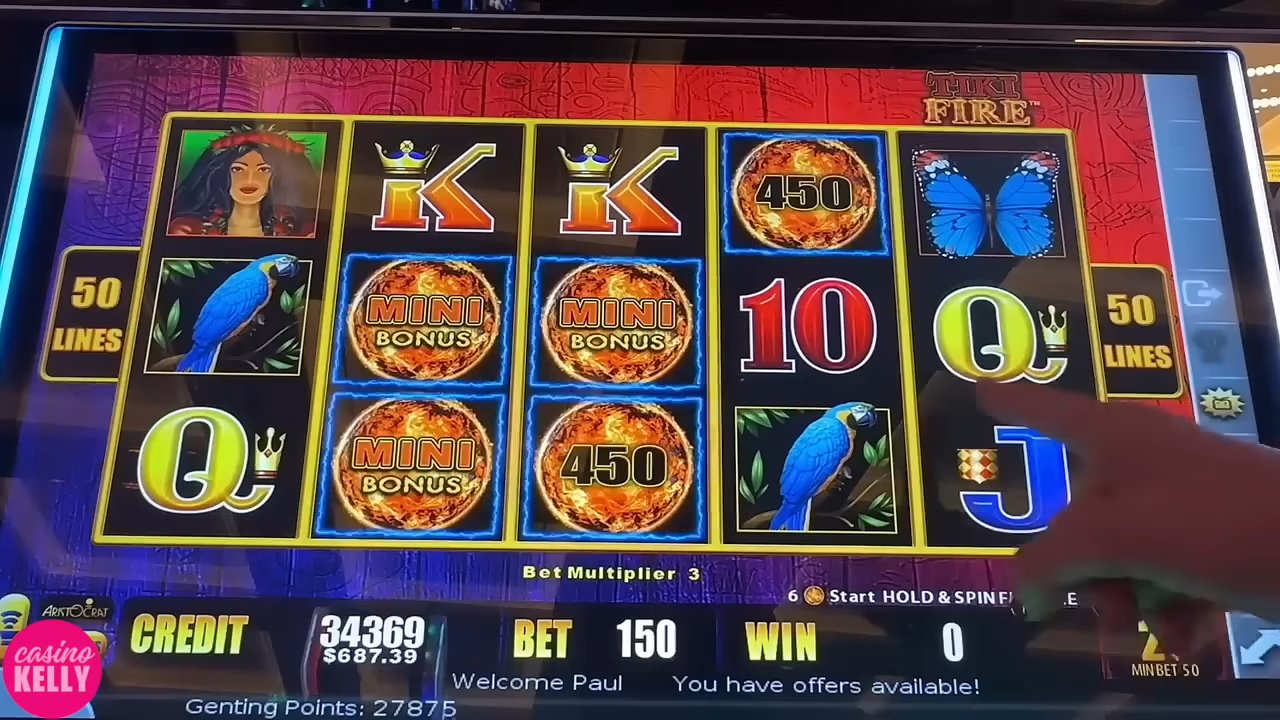 TIKI
FIRE™
K
K
450
50
LINES
MINI
BONUS
MINI
BONUS
10
Q
50
LINES
Q
MINI
BONUS
450
J
Bet Multiplier 3
6 Start HOLD & SPIN
ARISTOCRAT
CREDIT
34369
$687.39
BET
150
WIN
0
MIN BET 50
casino
KELLY
Welcome Paul
You have offers available!
Genting Points: 27875